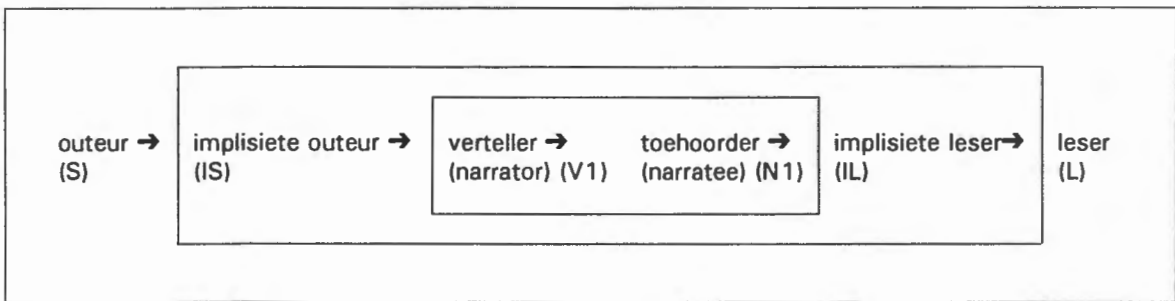 outeur → implisiete outeur → verteller → toehoorder → implisiete leser→ leser
(S) (IS) (narrator) (V1) (narratee) (N1) (IL) (L)